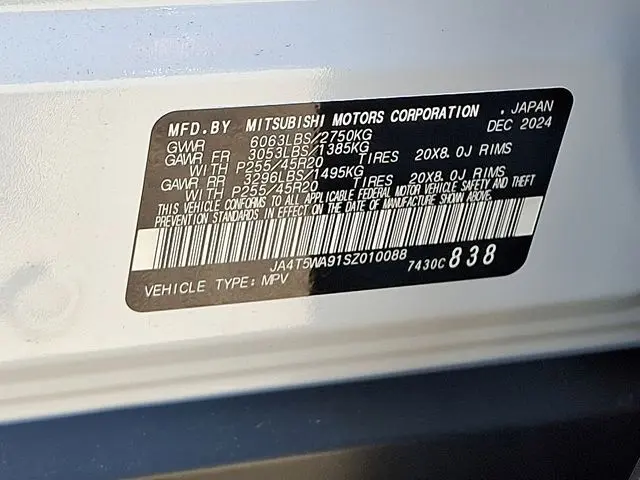 MFD.BY MITSUBISHI MOTORS CORPORATION . JAPAN
GVWR 6063LBS/2750KG DEC 2024
GAWR FR 3053LBS/1385KG
WITH P255/45R20 TIRES 20X8.0J RIMS
GAWR RR 3296LBS/1495KG
WITH P255/45R20 TIRES 20X8.0J RIMS
THIS VEHICLE CONFORMS TO ALL APPLICABLE FEDERAL MOTOR VEHICLE SAFETY AND THEFT
PREVENTION STANDARDS IN EFFECT ON THE DATE OF MANUFACTURE SHOWN ABOVE.
JA4T5WA91SZ010088 7430C 838
VEHICLE TYPE: MPV